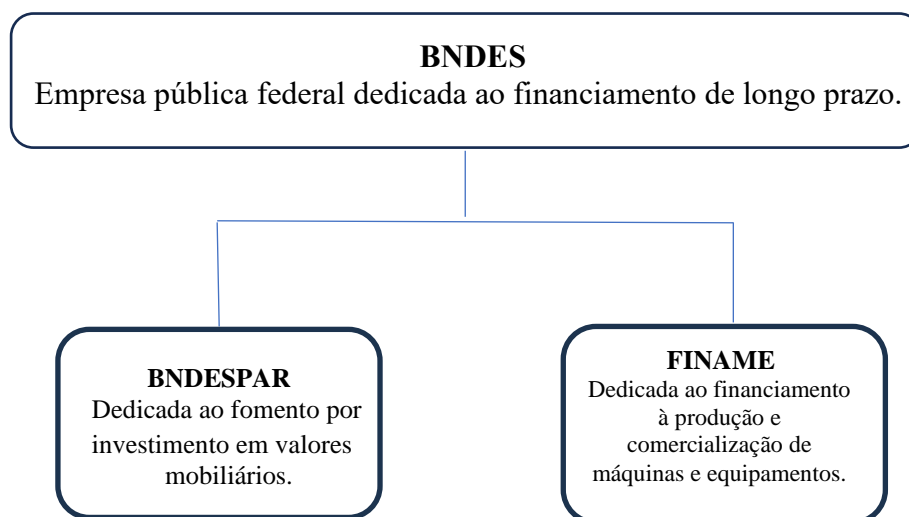 BNDES
Empresa pública federal dedicada ao financiamento de longo prazo.
BNDESPAR
Dedicada ao fomento por
investimento em valores
mobiliários.
FINAME
Dedicada ao financiamento
à produção e
comercialização de
máquinas e equipamentos.